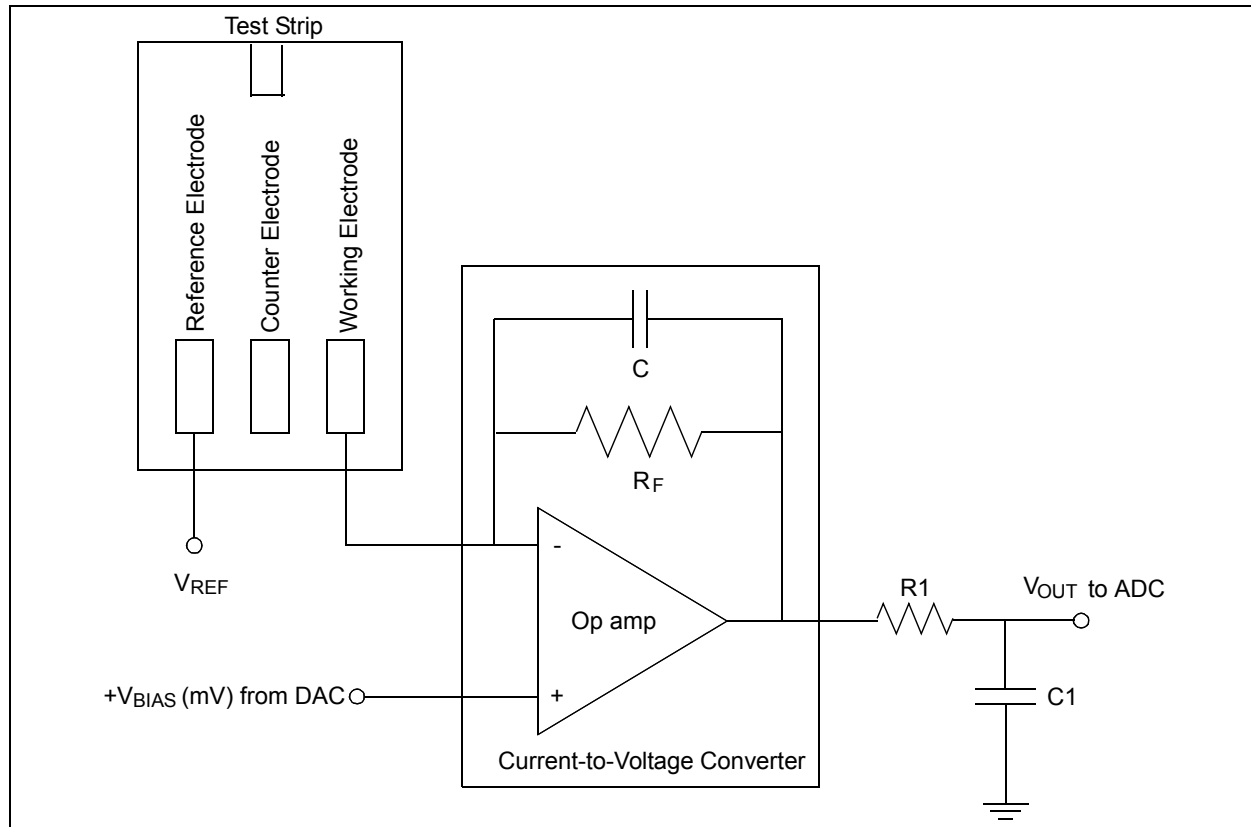 Test Strip
Reference Electrode
Counter Electrode
Working Electrode
C
RF
-
VREF
Op amp
R1
VOUT to ADC
+VBIAS (mV) from DAC
+
C1
Current-to-Voltage Converter